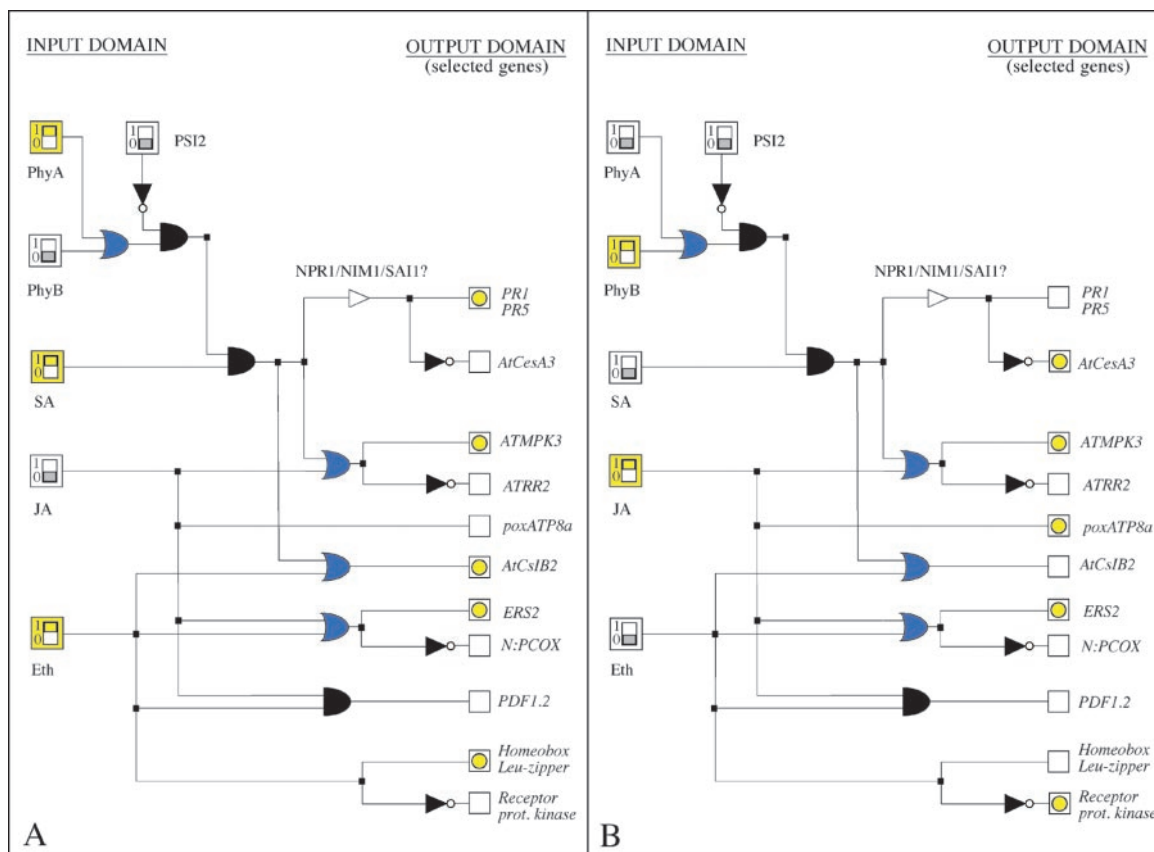 INPUT DOMAIN
OUTPUT DOMAIN
(selected genes)
1
0
PhyA
1
0
PSI2
1
0
PhyB
NPR1/NIM1/SAI1?
PR1
PR5
AtCesA3
1
0
SA
ATMPK3
1
0
JA
ATRR2
poxATP8a
AtCsIB2
ERS2
1
0
Eth
N:PCOX
PDF1.2
Homeobox
Leu-zipper
Receptor
prot. kinase
A
INPUT DOMAIN
OUTPUT DOMAIN
(selected genes)
1
0
PhyA
1
0
PSI2
1
0
PhyB
NPR1/NIM1/SAI1?
PR1
PR5
AtCesA3
1
0
SA
ATMPK3
1
0
JA
ATRR2
poxATP8a
AtCsIB2
ERS2
1
0
Eth
N:PCOX
PDF1.2
Homeobox
Leu-zipper
Receptor
prot. kinase
B